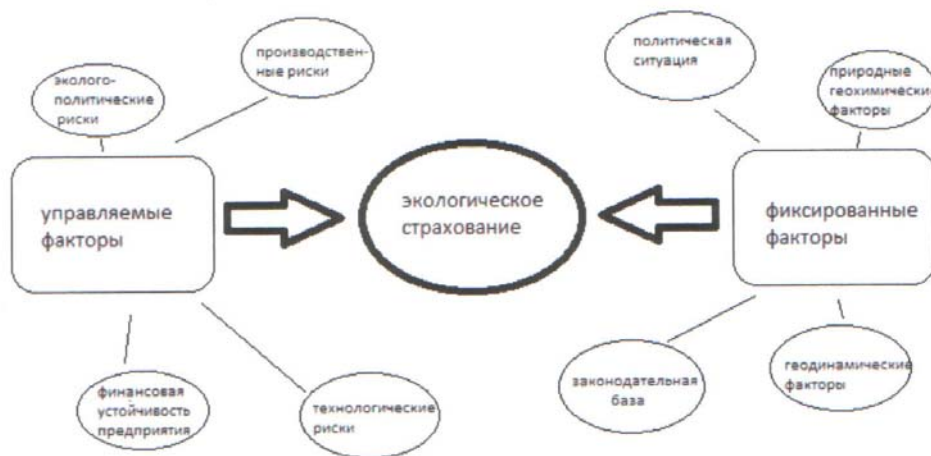 производствен-
ные риски
эколого-
политические
риски
управляемые
факторы
финансовая
устойчивость
предприятия
технологические
риски
экологическое
страхование
политическая
ситуация
природные
геохимические
факторы
фиксированные
факторы
законодательная
база
геодинамические
факторы